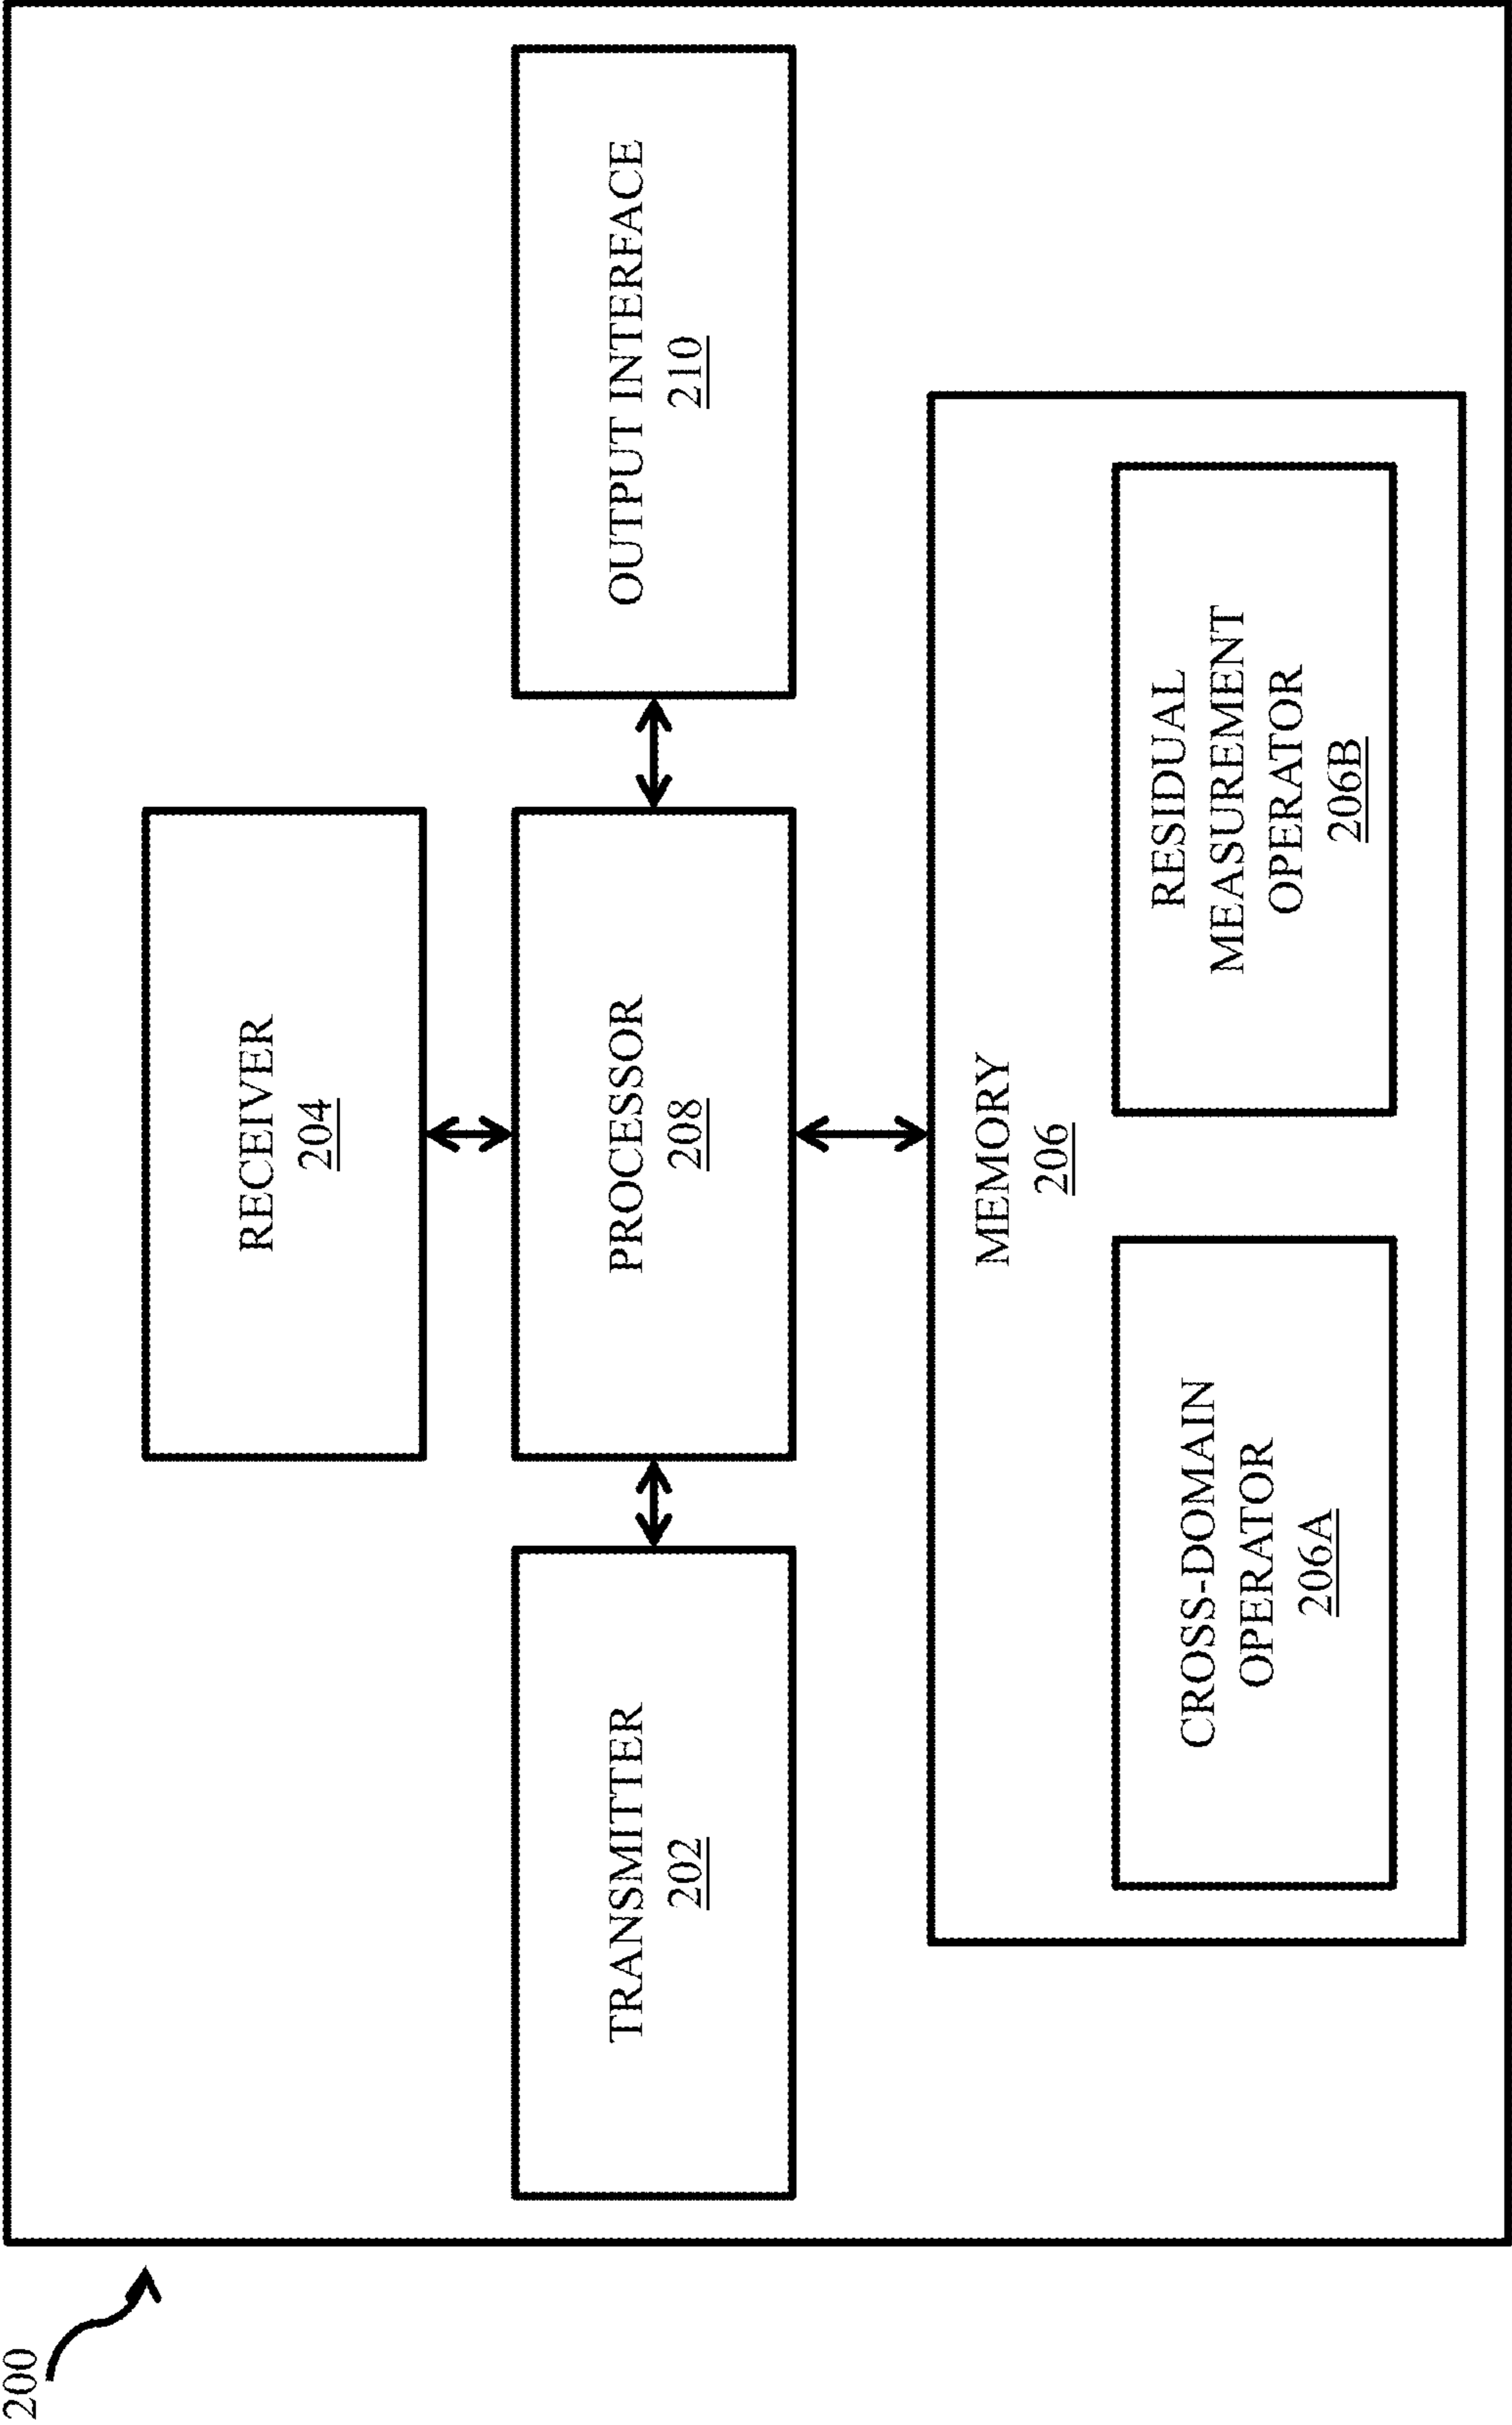 200
RECEIVER
204
TRANSMITTER
202
PROCESSOR
208
OUTPUT INTERFACE
210
MEMORY
206
CROSS-DOMAIN
OPERATOR
206A
RESIDUAL
MEASUREMENT
OPERATOR
206B